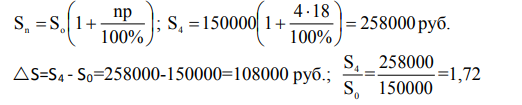 Sₙ = Sₒ(1 + np/100%); S₄ = 150000(1 + 4·18/100%) = 258000 руб.
△S=S₄ - S₀=258000-150000=108000 руб.; S₄/S₀=258000/150000=1,72